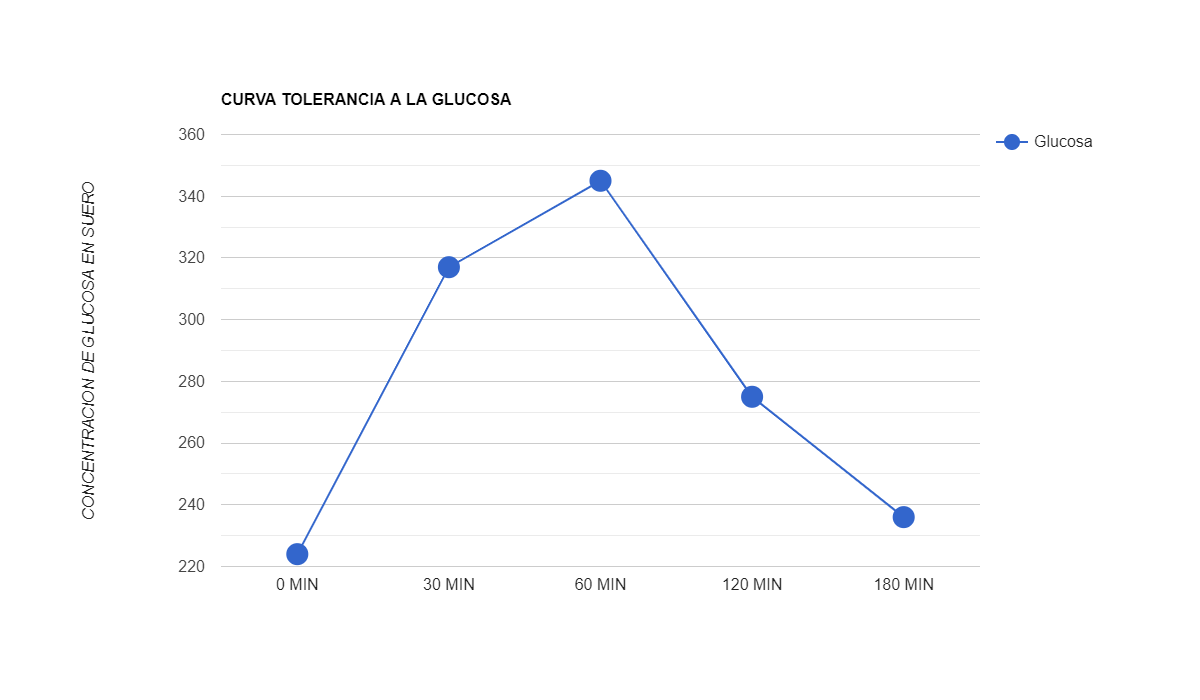 CURVA TOLERANCIA A LA GLUCOSA
Glucosa
CONCENTRACION DE GLUCOSA EN SUERO
360
340
320
300
280
260
240
220
0 MIN
30 MIN
60 MIN
120 MIN
180 MIN